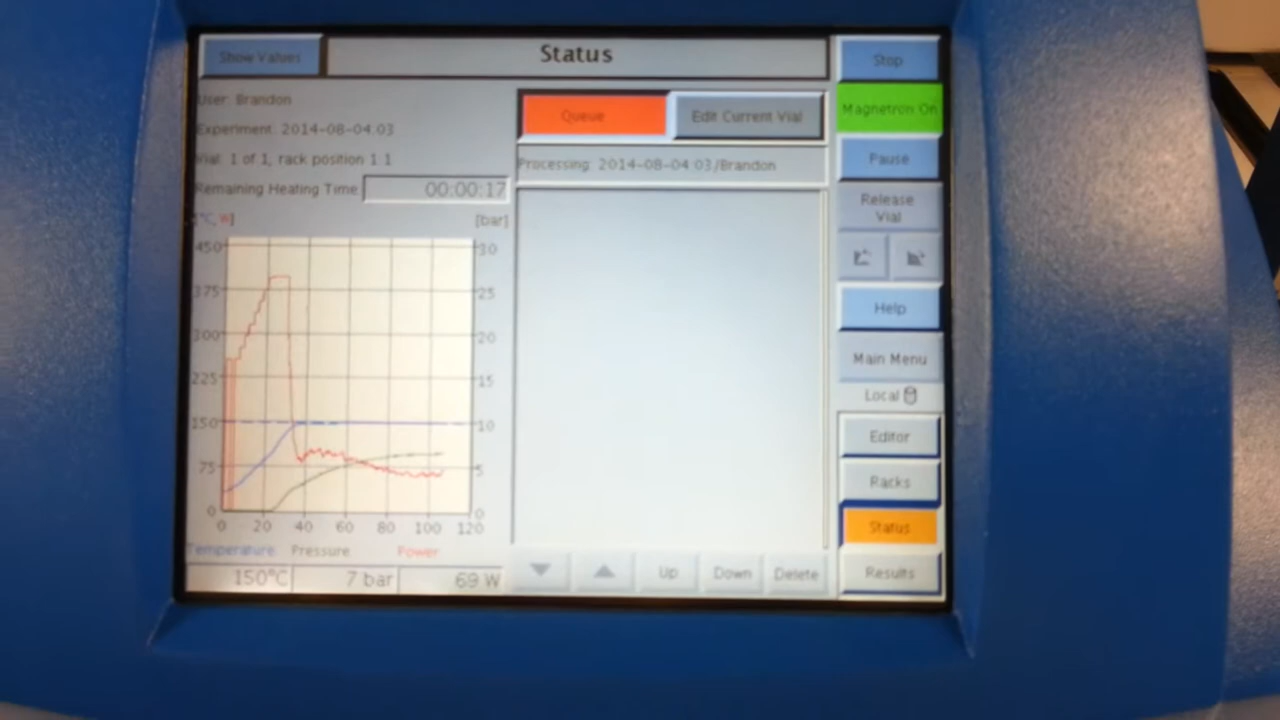 Show Values
Status
Stop
User: Brandon
Queue
Edit Current Vial
Magnetron On
Experiment: 2014-08-04.03
Vial: 1 of 1, rack position 1:1
Processing: 2014-08-04.03/Brandon
Pause
Remaining Heating Time:
00:00:17
Release
Vial
[°C, W]
[bar]
450
375
300
225
150
75
0
30
25
20
15
10
5
0
0 20 40 60 80 100 120
Help
Main Menu
Local
Editor
Racks
Status
Results
Temperature
Pressure
Power
150°C
7 bar
69 W
Up
Down
Delete